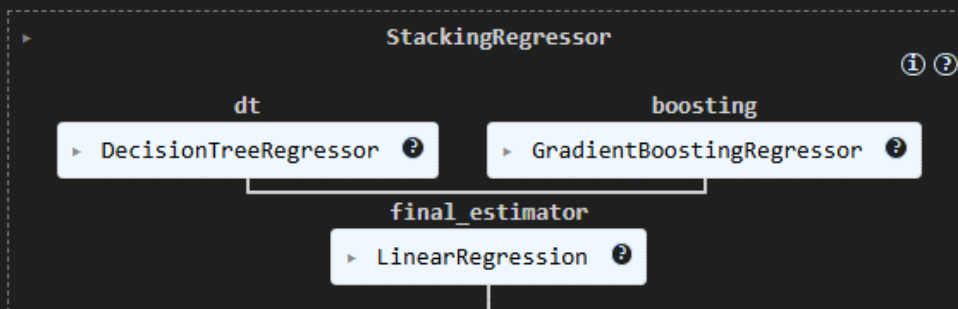 StackingRegressor
i ?
dt boosting
DecisionTreeRegressor ? GradientBoostingRegressor ?
final_estimator
LinearRegression ?